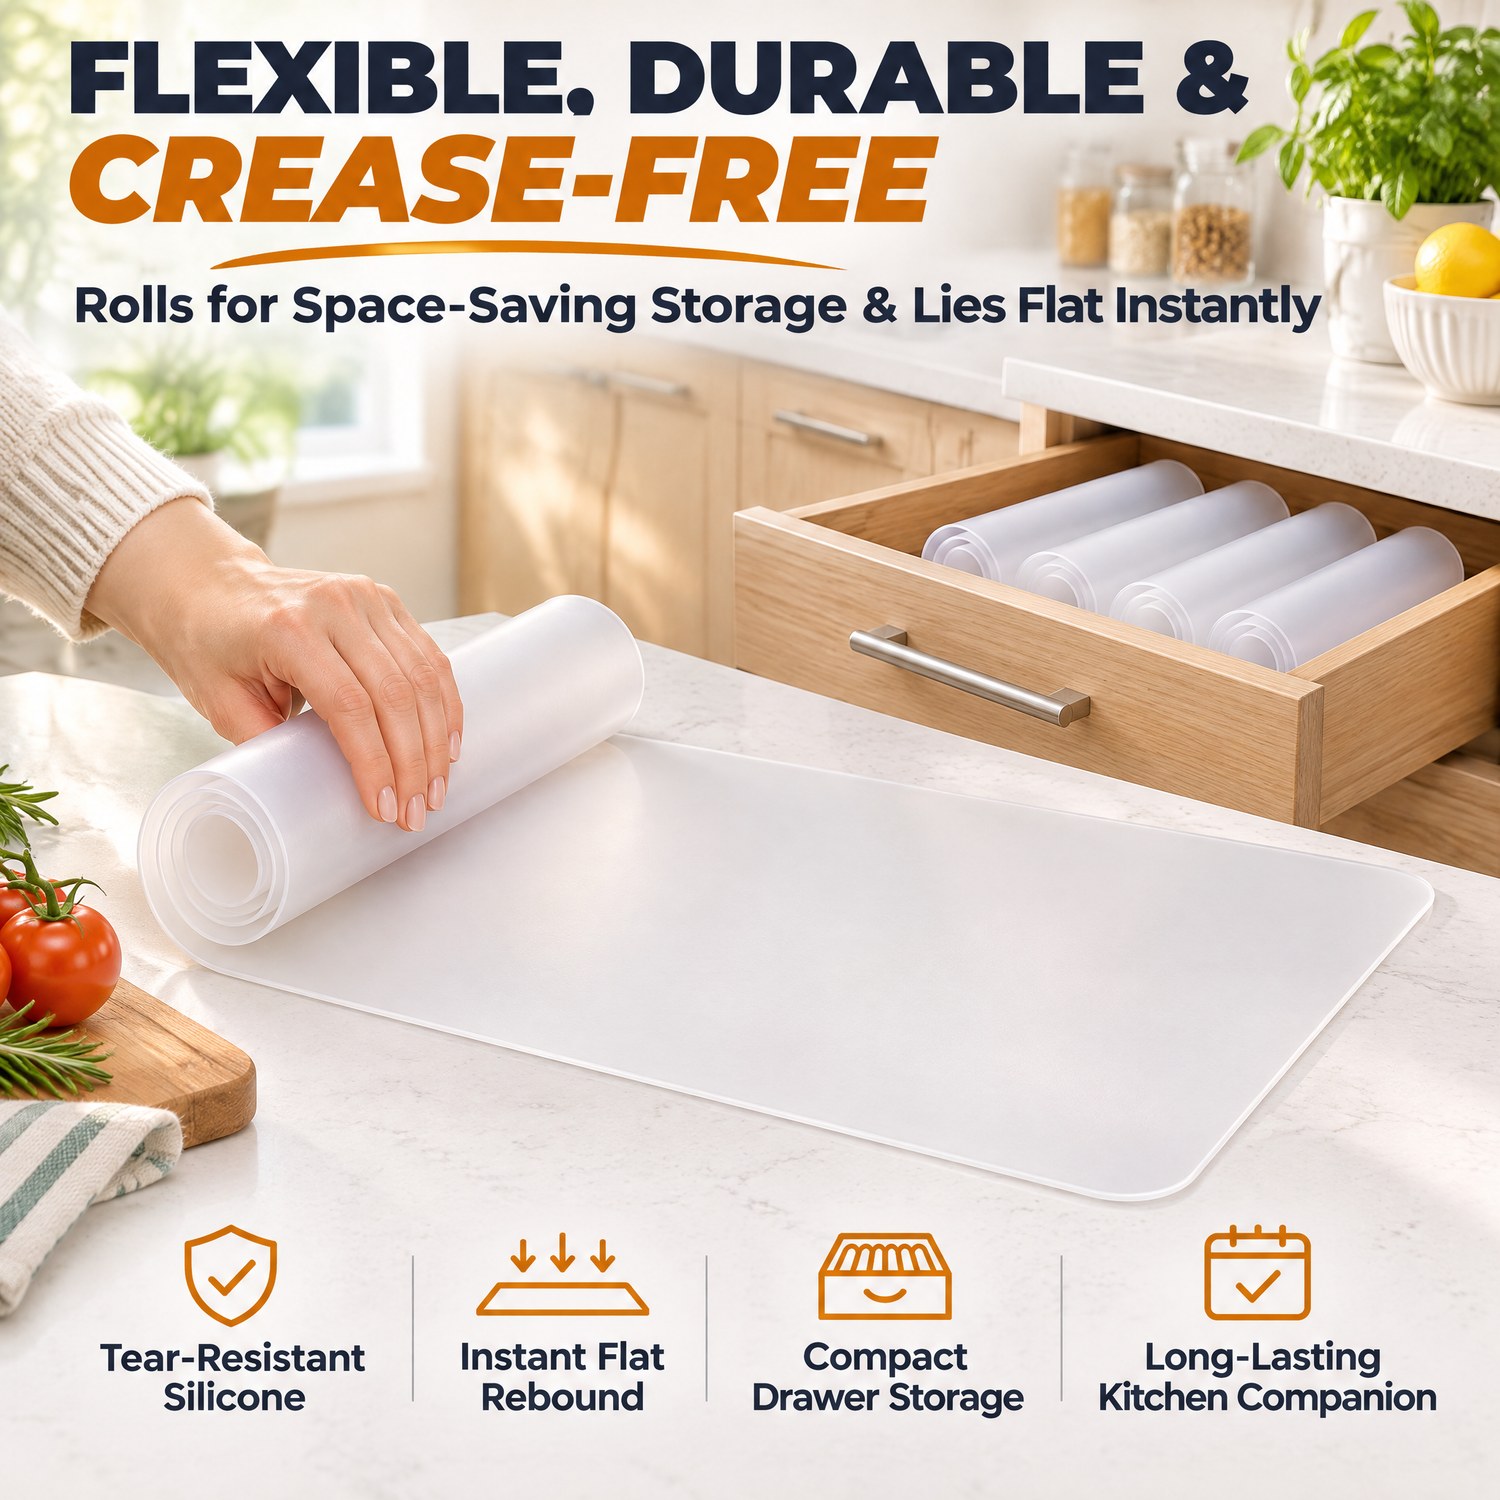 FLEXIBLE, DURABLE &
CREASE-FREE
Rolls for Space-Saving Storage & Lies Flat Instantly
Tear-Resistant
Silicone
Instant Flat
Rebound
Compact
Drawer Storage
Long-Lasting
Kitchen Companion